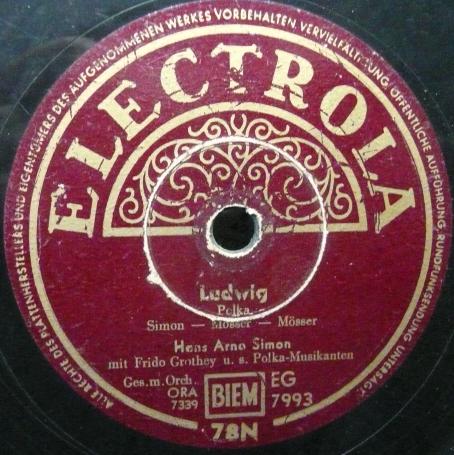 ALLE RECHTE DES PLATTENHERSTELLERS UND EIGENTÜMERS DES AUFGENOMMENEN WERKES VORBEHALTEN. VERVIELFÄLTIGUNG, ÖFFENTLICHE AUFFÜHRUNG, RUNDFUNKSENDUNG UNTERSAGT.
ELECTROLA
Ludwig
Polka
Simon — Mösser — Mösser
Hans Arno Simon
mit Frido Grothey u. s. Polka-Musikanten
Ges. m. Orch.
ORA
7339
BIEM
EG
7993
78N